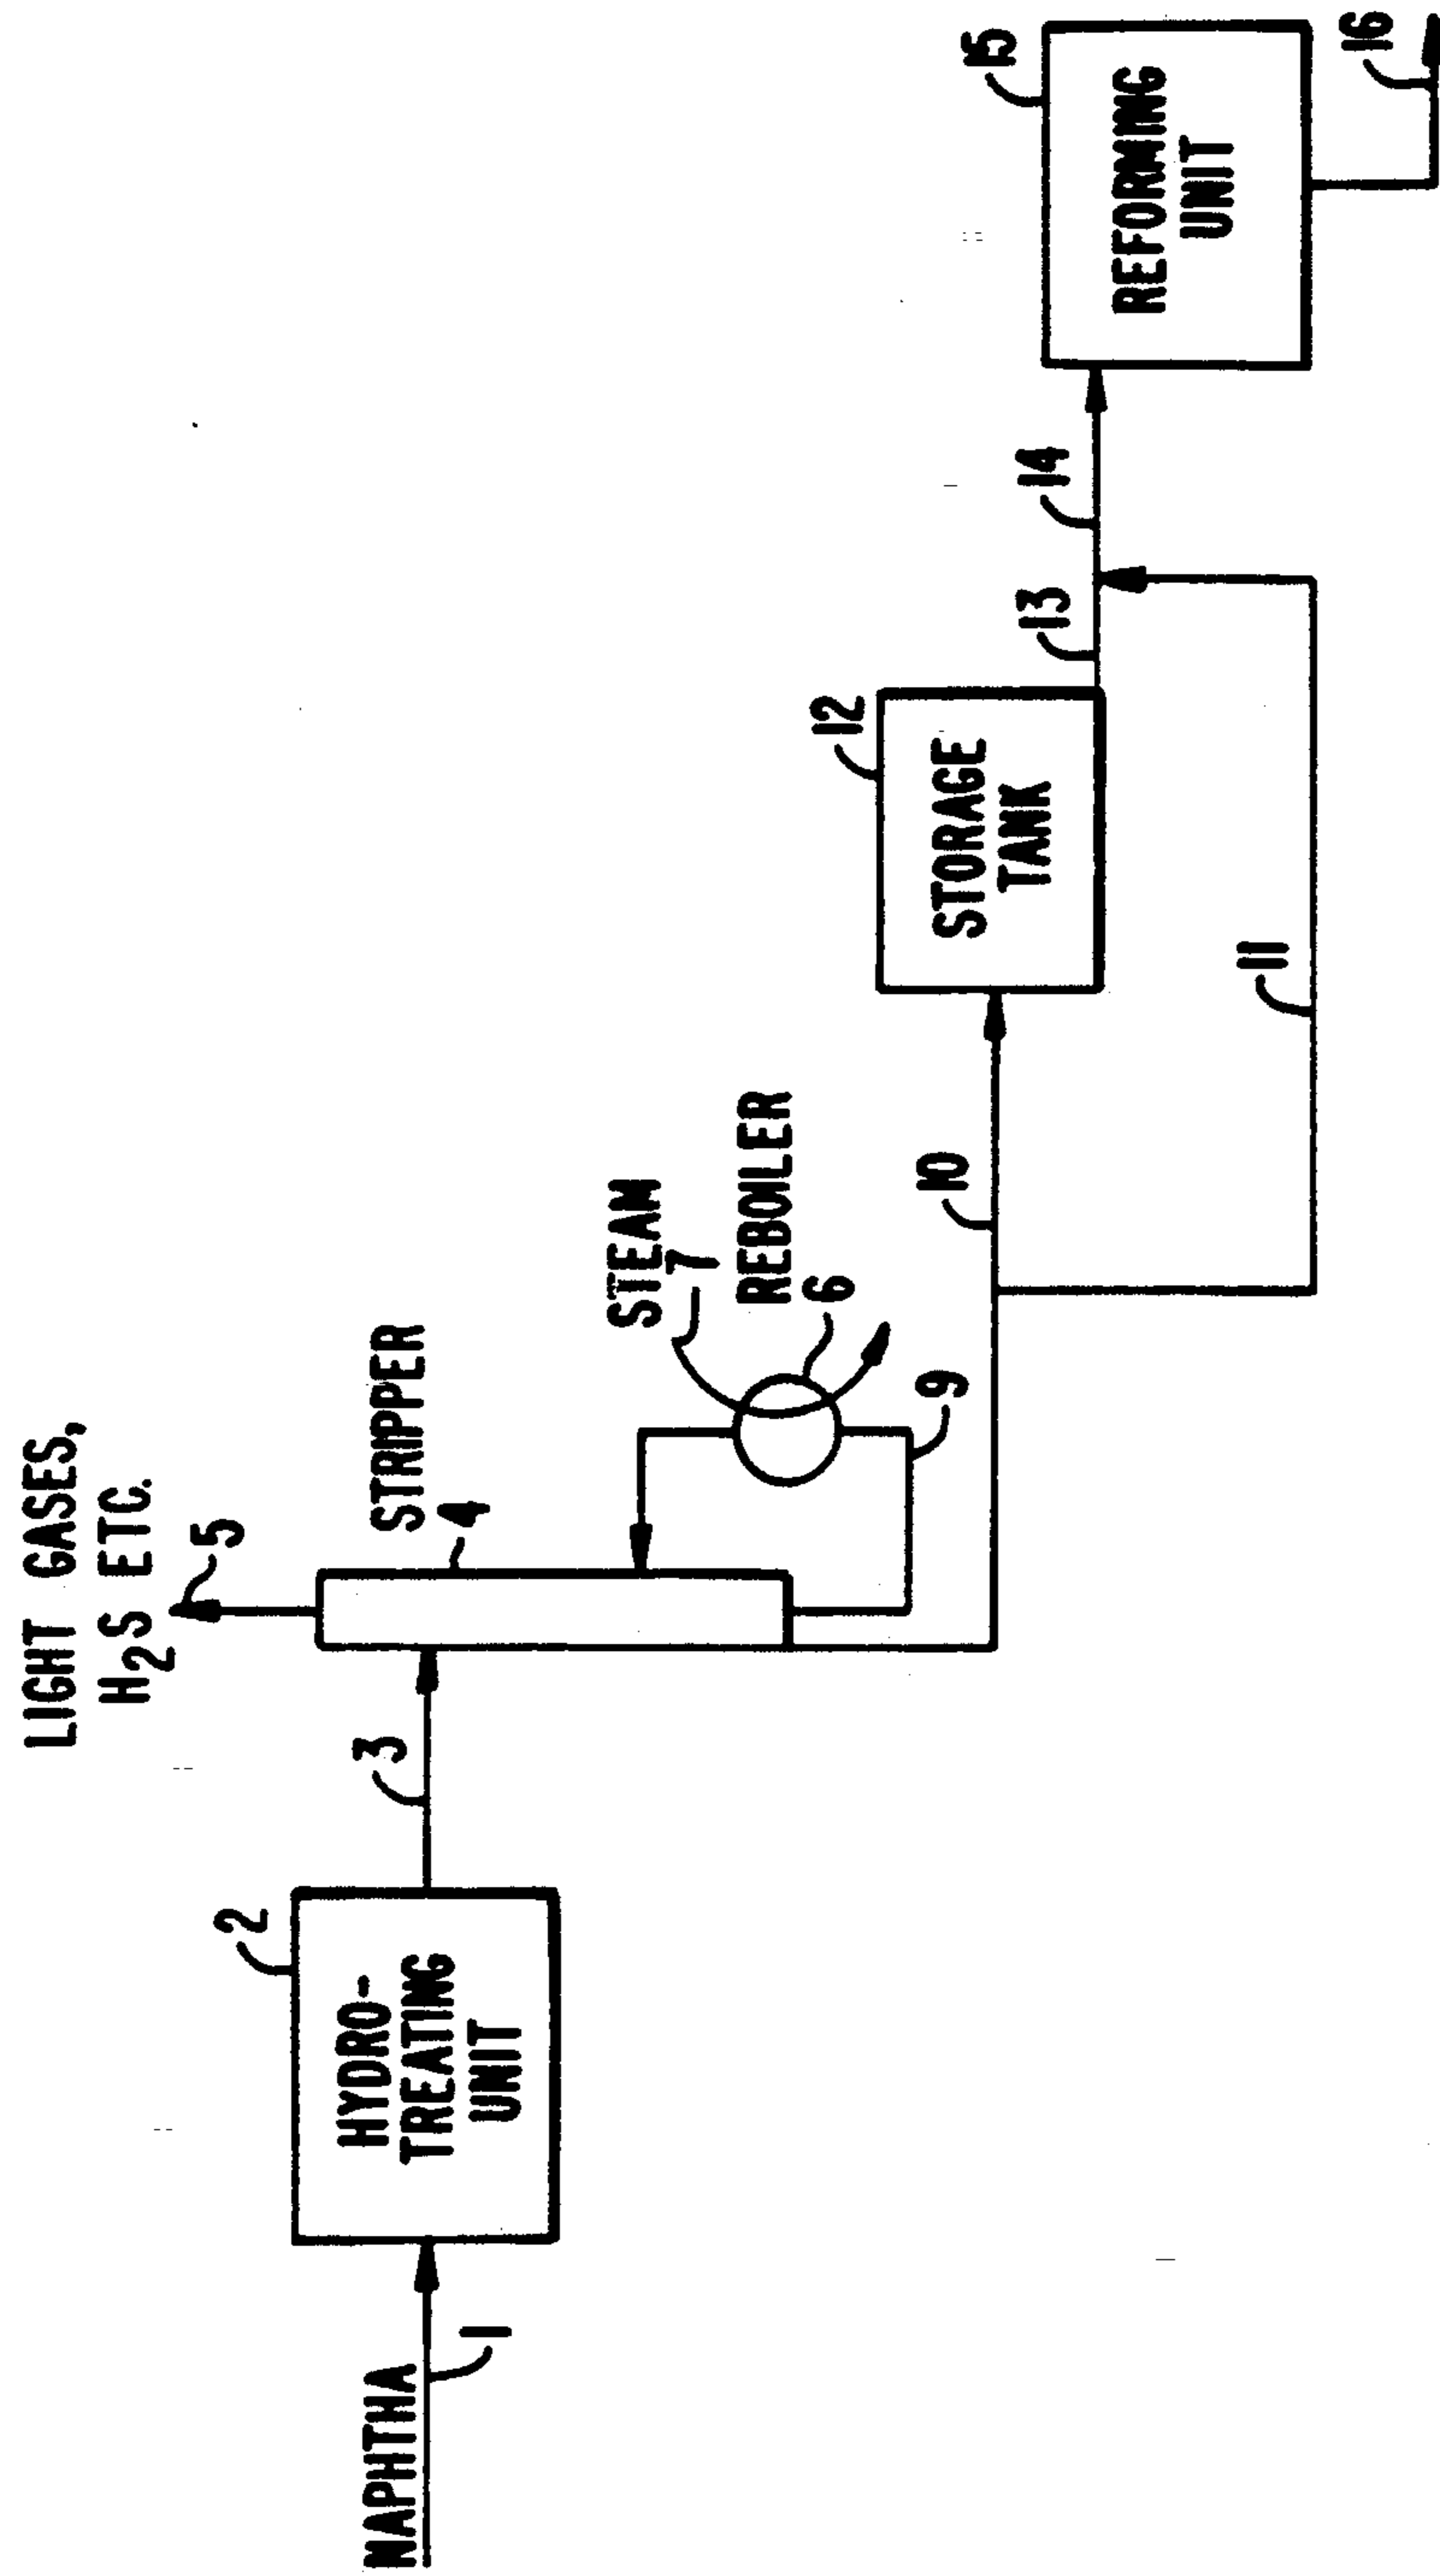 NAPHTHA
1
HYDRO-
TREATING
UNIT
2
3
LIGHT GASES,
H₂S ETC.
5
STRIPPER
4
STEAM
7
REBOILER
6
9
10
11
12
STORAGE
TANK
13
14
15
REFORMING
UNIT
16